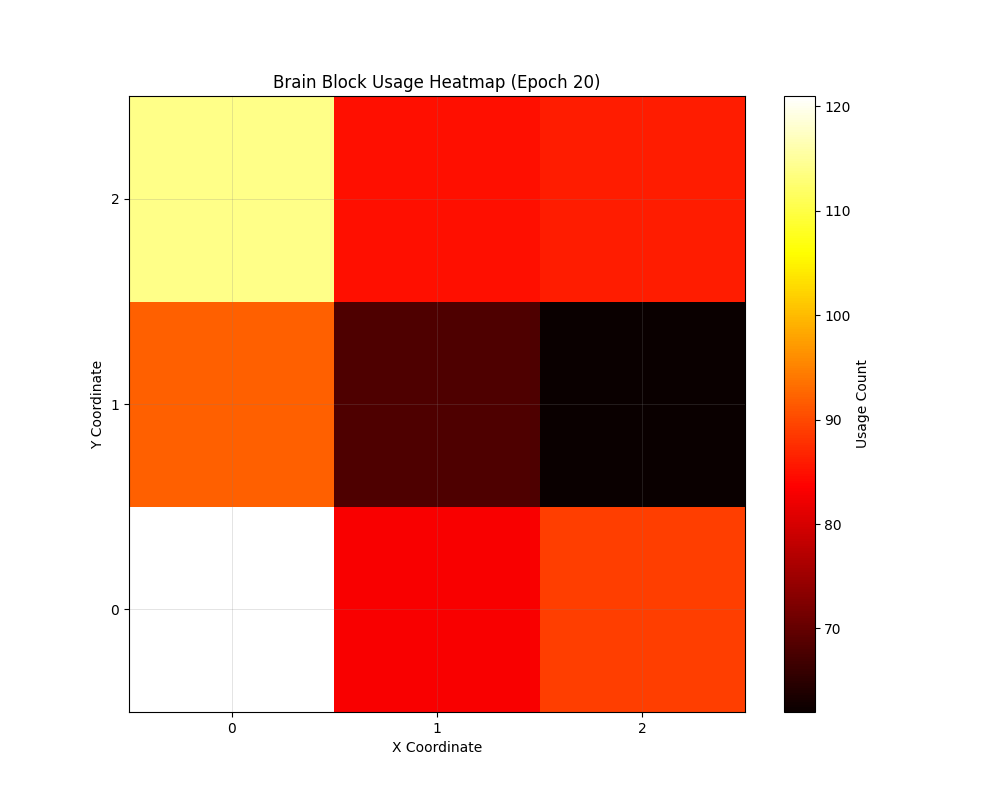 Brain Block Usage Heatmap (Epoch 20)
120
110
100
90
80
70
Usage Count
2
1
0
Y Coordinate
0 1 2
X Coordinate